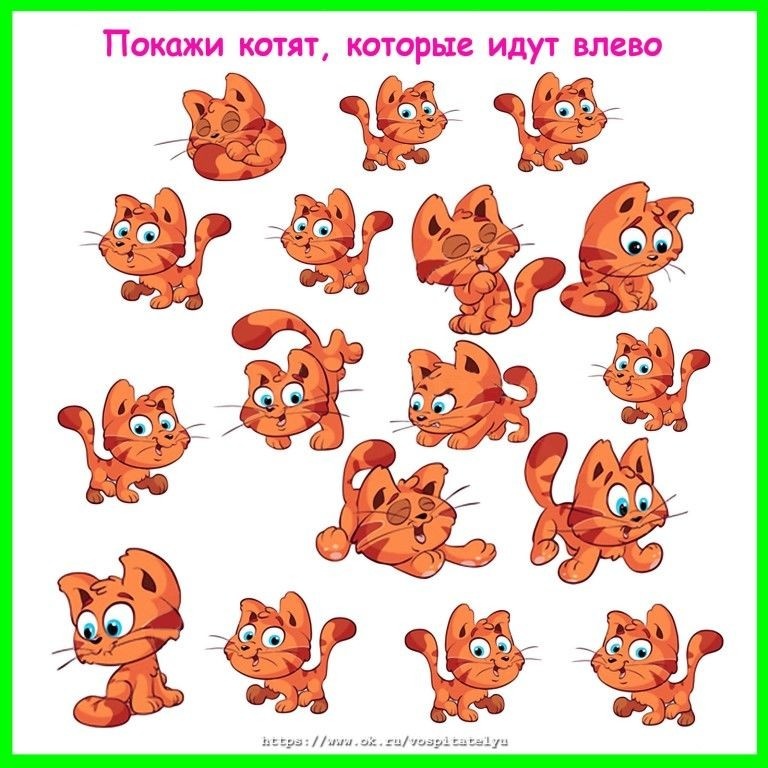 Покажи котят, которые идут влево
https://www.ok.ru/vospitatelyu